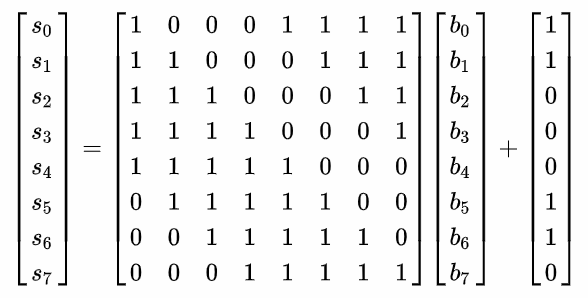 s₀ 1 0 0 0 1 1 1 1 b₀ 1
s₁ 1 1 0 0 0 1 1 1 b₁ 1
s₂ 1 1 1 0 0 0 1 1 b₂ 0
s₃ 1 1 1 1 0 0 0 1 b₃ 0
s₄ = 1 1 1 1 1 0 0 0 b₄ + 0
s₅ 0 1 1 1 1 1 0 0 b₅ 1
s₆ 0 0 1 1 1 1 1 0 b₆ 1
s₇ 0 0 0 1 1 1 1 1 b₇ 0